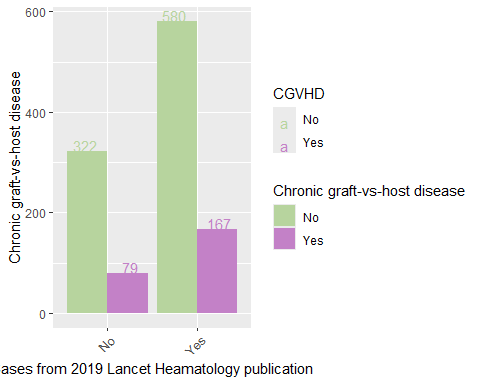 600
400
200
0
Chronic graft-vs-host disease
580
322
167
79
No
Yes
CGVHD
a No
a Yes
Chronic graft-vs-host disease
No
Yes
ases from 2019 Lancet Heamatology publication